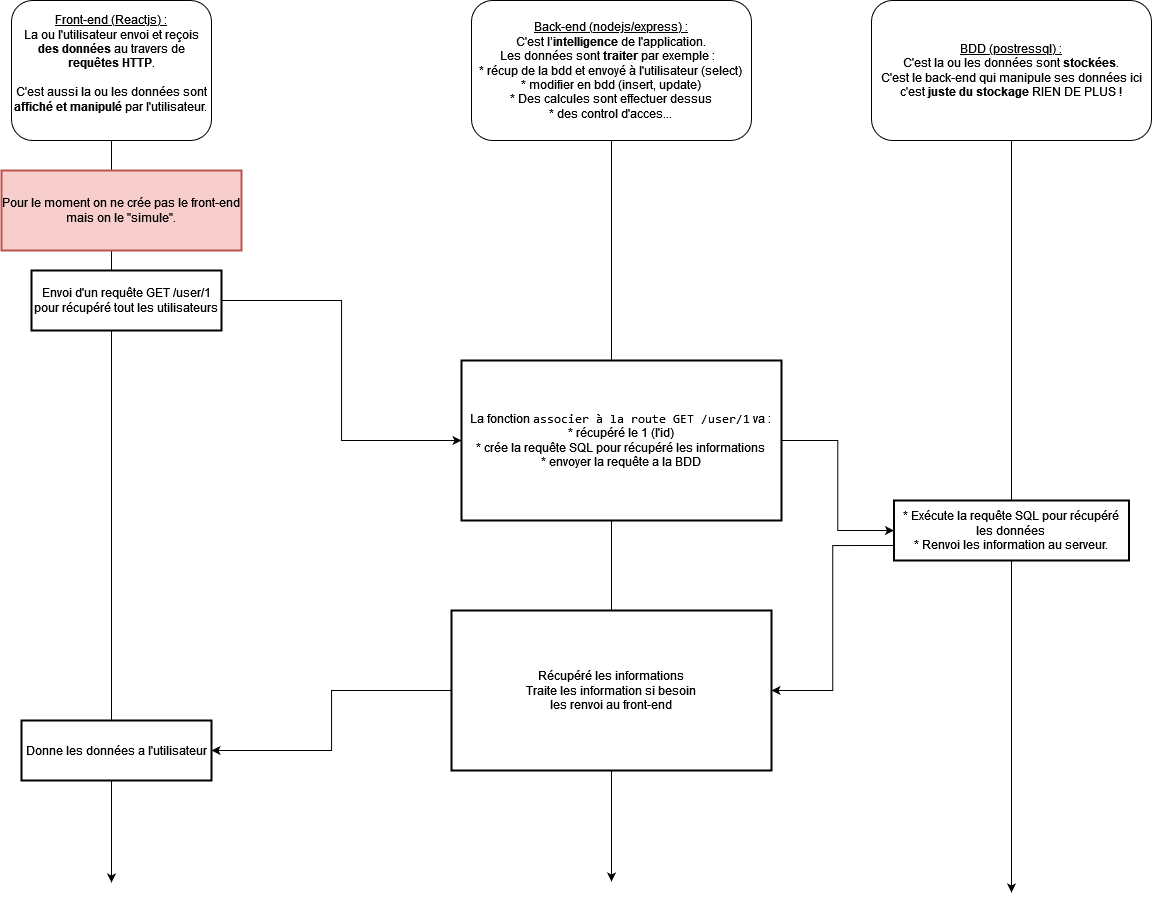 Front-end (Reactjs) :
La ou l'utilisateur envoi et reçois
des données au travers de
requêtes HTTP.
C'est aussi la ou les données sont
affiché et manipulé par l'utilisateur.
Back-end (nodejs/express) :
C'est l'intelligence de l'application.
Les données sont traiter par exemple :
* récup de la bdd et envoyé à l'utilisateur (select)
* modifier en bdd (insert, update)
* Des calcules sont effectuer dessus
* des control d'acces...
BDD (postressql) :
C'est la ou les données sont stockées.
C'est le back-end qui manipule ses données ici
c'est juste du stockage RIEN DE PLUS !
Pour le moment on ne crée pas le front-end
mais on le "simule".
Envoi d'un requête GET /user/1
pour récupéré tout les utilisateurs
La fonction associer à la route GET /user/1 va :
* récupéré le 1 (l'id)
* crée la requête SQL pour récupéré les informations
* envoyer la requête a la BDD
* Exécute la requête SQL pour récupéré
les données
* Renvoi les information au serveur.
Récupéré les informations
Traite les information si besoin
les renvoi au front-end
Donne les données a l'utilisateur